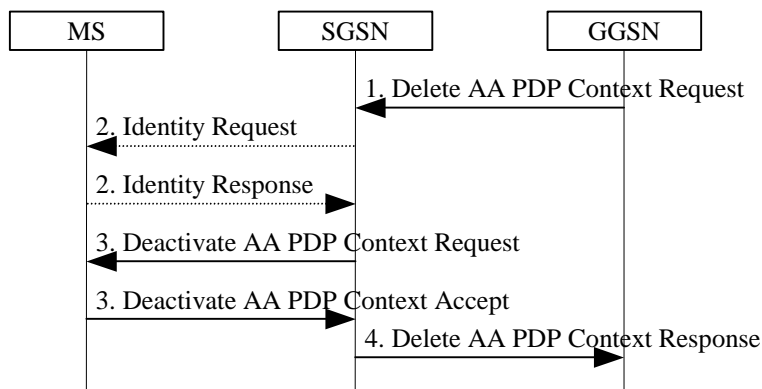 MS
SGSN
GGSN
1. Delete AA PDP Context Request
2. Identity Request
2. Identity Response
3. Deactivate AA PDP Context Request
3. Deactivate AA PDP Context Accept
4. Delete AA PDP Context Response